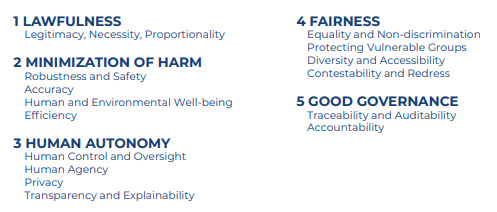 1 LAWFULNESS
Legitimacy, Necessity, Proportionality
2 MINIMIZATION OF HARM
Robustness and Safety
Accuracy
Human and Environmental Well-being
Efficiency
3 HUMAN AUTONOMY
Human Control and Oversight
Human Agency
Privacy
Transparency and Explainability
4 FAIRNESS
Equality and Non-discrimination
Protecting Vulnerable Groups
Diversity and Accessibility
Contestability and Redress
5 GOOD GOVERNANCE
Traceability and Auditability
Accountability